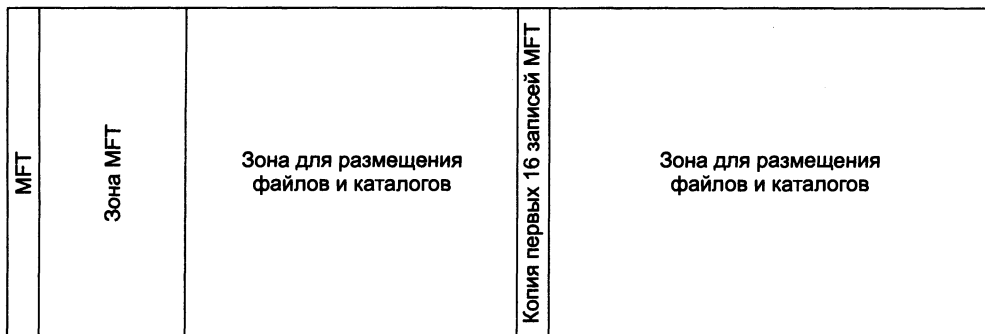 MFT
Зона MFT
Зона для размещения
файлов и каталогов
Копия первых 16 записей MFT
Зона для размещения
файлов и каталогов